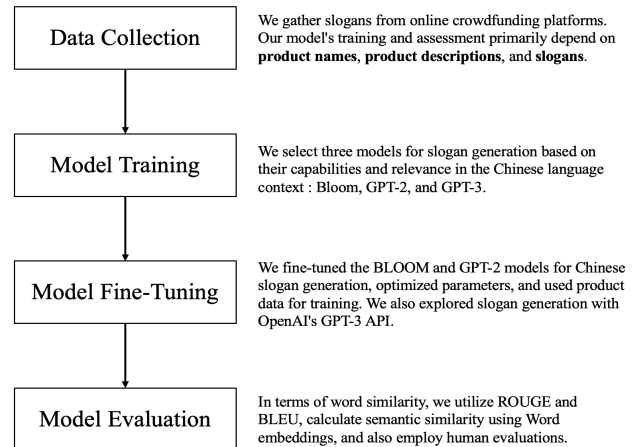 Data Collection
We gather slogans from online crowdfunding platforms.
Our model's training and assessment primarily depend on
product names, product descriptions, and slogans.
Model Training
We select three models for slogan generation based on
their capabilities and relevance in the Chinese language
context : Bloom, GPT-2, and GPT-3.
Model Fine-Tuning
We fine-tuned the BLOOM and GPT-2 models for Chinese
slogan generation, optimized parameters, and used product
data for training. We also explored slogan generation with
OpenAI's GPT-3 API.
Model Evaluation
In terms of word similarity, we utilize ROUGE and
BLEU, calculate semantic similarity using Word
embeddings, and also employ human evaluations.